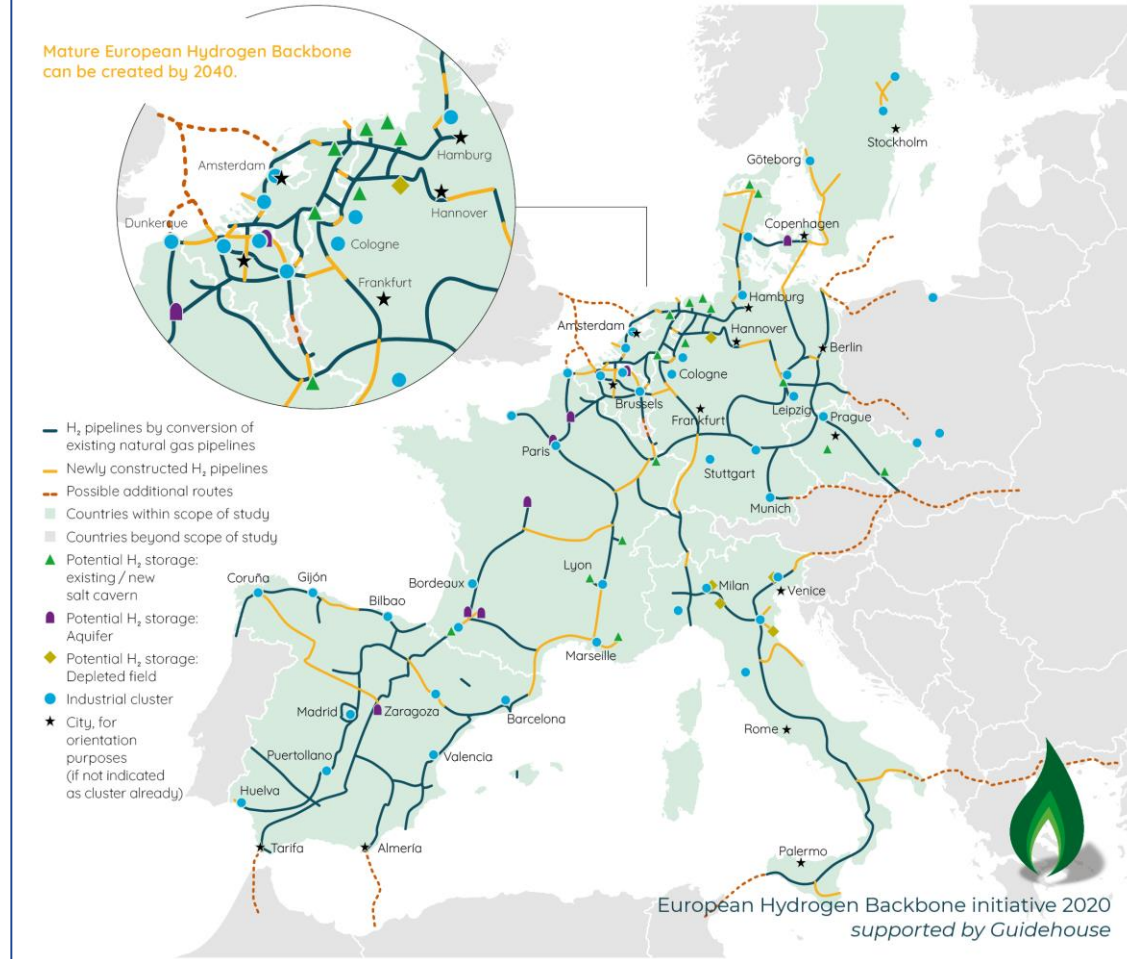 Mature European Hydrogen Backbone
can be created by 2040.
Amsterdam
Hamburg
Hannover
Dunkerque
Cologne
Frankfurt
H₂ pipelines by conversion of
existing natural gas pipelines
Newly constructed H₂ pipelines
Possible additional routes
Countries within scope of study
Countries beyond scope of study
Potential H₂ storage:
existing / new
salt cavern
Potential H₂ storage:
Aquifer
Potential H₂ storage:
Depleted field
Industrial cluster
City, for
orientation
purposes
(if not indicated
as cluster already)
Stockholm
Göteborg
Copenhagen
Hamburg
Amsterdam
Hannover
Berlin
Cologne
Brussels
Leipzig
Frankfurt
Prague
Paris
Stuttgart
Munich
Lyon
Milan
Venice
Coruña
Gijón
Bordeaux
Bilbao
Marseille
Madrid
Zaragoza
Barcelona
Rome
Puertollano
Valencia
Huelva
Tarifa
Almería
Palermo
European Hydrogen Backbone initiative 2020
supported by Guidehouse